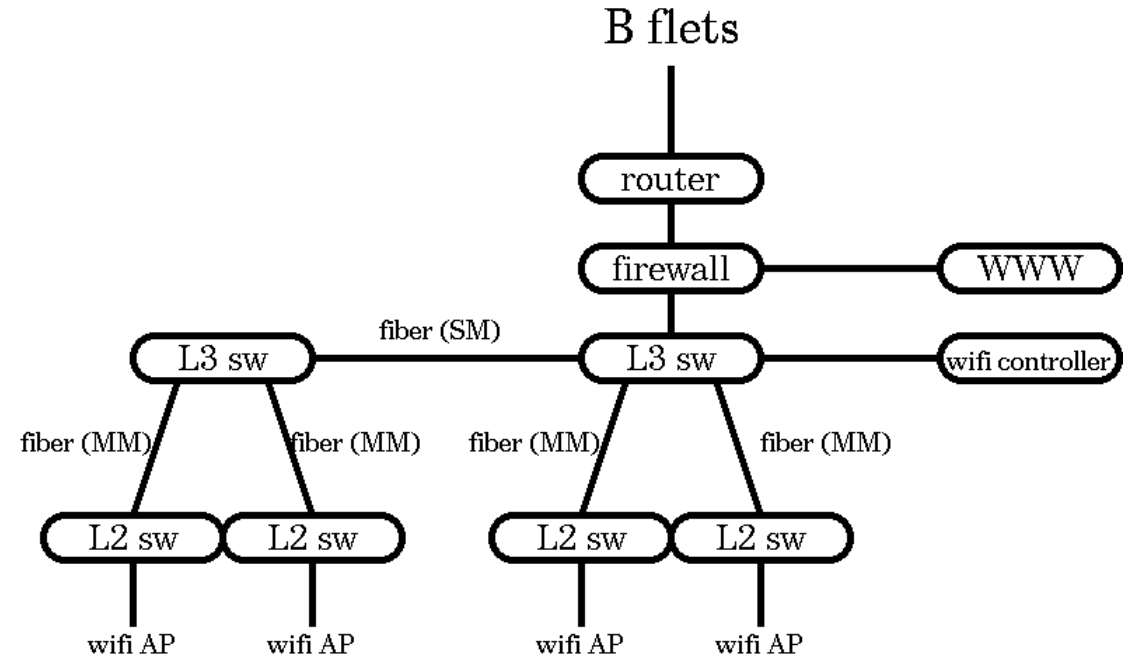 B flets
router
firewall
WWW
fiber (SM)
L3 sw
L3 sw
wifi controller
fiber (MM)
fiber (MM)
fiber (MM)
fiber (MM)
L2 sw
L2 sw
L2 sw
L2 sw
wifi AP
wifi AP
wifi AP
wifi AP